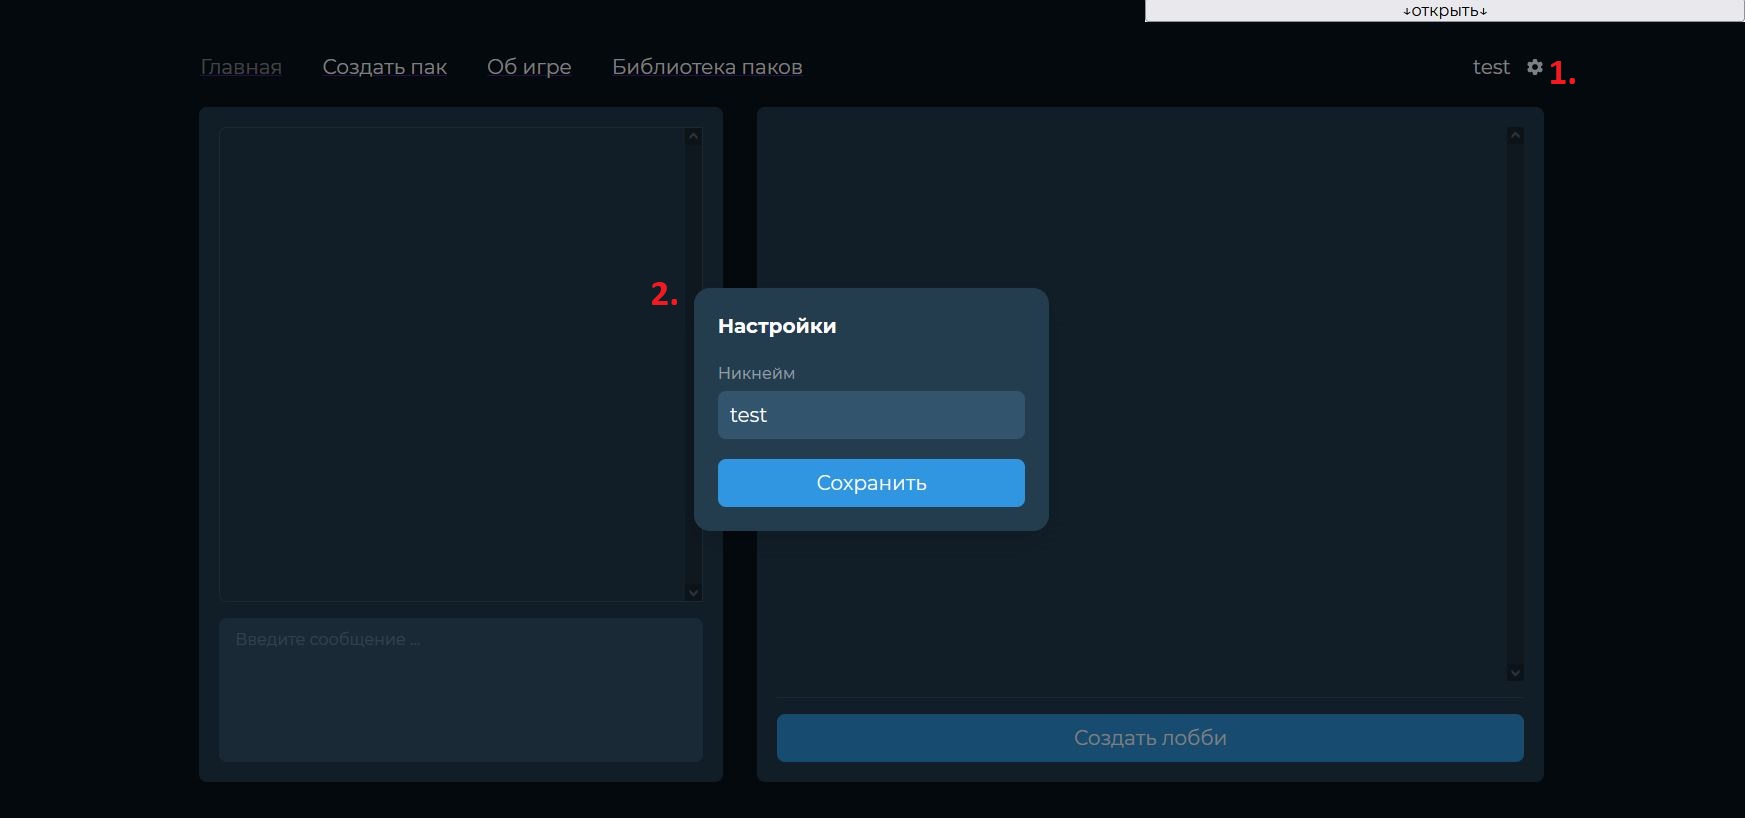 ↓открыть↓
Главная Создать пак Об игре Библиотека паков test 1.
2.
Настройки
Никнейм
test
Сохранить
Введите сообщение ...
Создать лобби